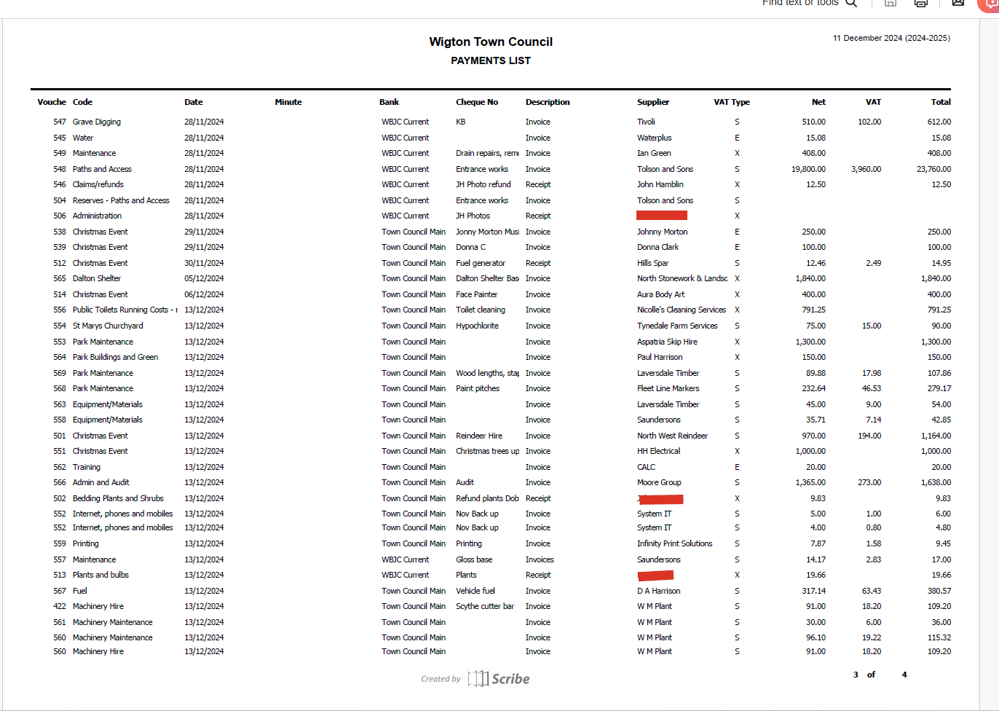 Find text or tools
Wigton Town Council
11 December 2024 (2024-2025)
PAYMENTS LIST
Vouche Code Date Minute Bank Cheque No Description Supplier VAT Type Net VAT Total
547 Grave Digging 28/11/2024 WBJC Current KB Invoice Tivoli S 510.00 102.00 612.00
545 Water 28/11/2024 WBJC Current Invoice Waterplus E 15.08 15.08
549 Maintenance 28/11/2024 WBJC Current Drain repairs, remo Invoice Ian Green X 408.00 408.00
548 Paths and Access 28/11/2024 WBJC Current Entrance works Invoice Tolson and Sons S 19,800.00 3,960.00 23,760.00
546 Claims/refunds 28/11/2024 WBJC Current JH Photo refund Receipt John Hamblin X 12.50 12.50
504 Reserves - Paths and Access 28/11/2024 WBJC Current Entrance works Invoice Tolson and Sons S
506 Administration 28/11/2024 WBJC Current JH Photos Receipt X
538 Christmas Event 29/11/2024 Town Council Main Jonny Morton Musi Invoice Johnny Morton E 250.00 250.00
539 Christmas Event 29/11/2024 Town Council Main Donna C Invoice Donna Clark E 100.00 100.00
512 Christmas Event 30/11/2024 Town Council Main Fuel generator Receipt Hills Spar S 12.46 2.49 14.95
565 Dalton Shelter 05/12/2024 Town Council Main Dalton Shelter Bas Invoice North Stonework & Landsc X 1,840.00 1,840.00
514 Christmas Event 06/12/2024 Town Council Main Face Painter Invoice Aura Body Art X 400.00 400.00
556 Public Toilets Running Costs - r 13/12/2024 Town Council Main Toilet cleaning Invoice Nicolle's Cleaning Services X 791.25 791.25
554 St Marys Churchyard 13/12/2024 Town Council Main Hypochlorite Invoice Tynedale Farm Services S 75.00 15.00 90.00
553 Park Maintenance 13/12/2024 Town Council Main Invoice Aspatria Skip Hire X 1,300.00 1,300.00
564 Park Buildings and Green 13/12/2024 Town Council Main Invoice Paul Harrison X 150.00 150.00
569 Park Maintenance 13/12/2024 Town Council Main Wood lengths, stap Invoice Laversdale Timber S 89.88 17.98 107.86
568 Park Maintenance 13/12/2024 Town Council Main Paint pitches Invoice Fleet Line Markers S 232.64 46.53 279.17
563 Equipment/Materials 13/12/2024 Town Council Main Invoice Laversdale Timber S 45.00 9.00 54.00
558 Equipment/Materials 13/12/2024 Town Council Main Invoice Saundersons S 35.71 7.14 42.85
501 Christmas Event 13/12/2024 Town Council Main Reindeer Hire Invoice North West Reindeer S 970.00 194.00 1,164.00
551 Christmas Event 13/12/2024 Town Council Main Christmas trees up Invoice HH Electrical X 1,000.00 1,000.00
562 Training 13/12/2024 Town Council Main Invoice CALC E 20.00 20.00
566 Admin and Audit 13/12/2024 Town Council Main Audit Invoice Moore Group S 1,365.00 273.00 1,638.00
502 Bedding Plants and Shrubs 13/12/2024 Town Council Main Refund plants Dob Receipt X 9.83 9.83
552 Internet, phones and mobiles 13/12/2024 Town Council Main Nov Back up Invoice System IT S 5.00 1.00 6.00
552 Internet, phones and mobiles 13/12/2024 Town Council Main Nov Back up Invoice System IT S 4.00 0.80 4.80
559 Printing 13/12/2024 Town Council Main Printing Invoice Infinity Print Solutions S 7.87 1.58 9.45
557 Maintenance 13/12/2024 WBJC Current Gloss base Invoices Saundersons S 14.17 2.83 17.00
513 Plants and bulbs 13/12/2024 WBJC Current Plants Receipt X 19.66 19.66
567 Fuel 13/12/2024 Town Council Main Vehicle fuel Invoice D A Harrison S 317.14 63.43 380.57
422 Machinery Hire 13/12/2024 Town Council Main Scythe cutter bar Invoice W M Plant S 91.00 18.20 109.20
561 Machinery Maintenance 13/12/2024 Town Council Main Invoice W M Plant S 30.00 6.00 36.00
560 Machinery Maintenance 13/12/2024 Town Council Main Invoice W M Plant S 96.10 19.22 115.32
560 Machinery Hire 13/12/2024 Town Council Main Invoice W M Plant S 91.00 18.20 109.20
Created by Scribe
3 of 4